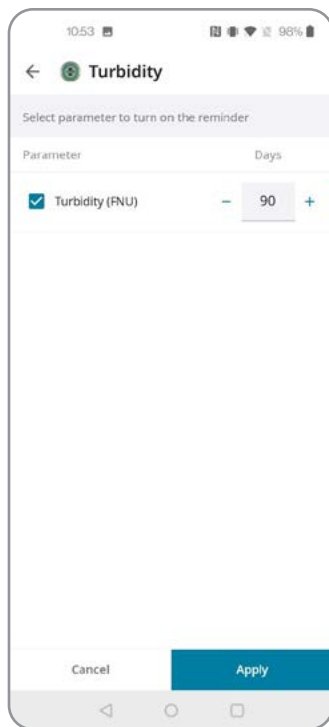 10:53 98%
Turbidity
Select parameter to turn on the reminder
Parameter Days
Turbidity (FNU) − 90 +
Cancel Apply